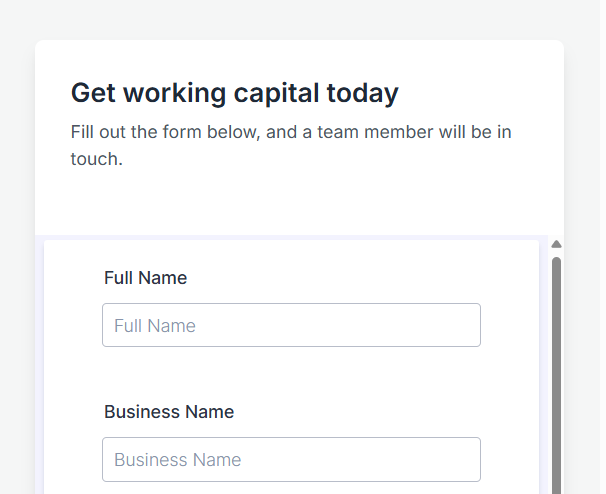 Get working capital today
Fill out the form below, and a team member will be in
touch.
Full Name
Full Name
Business Name
Business Name